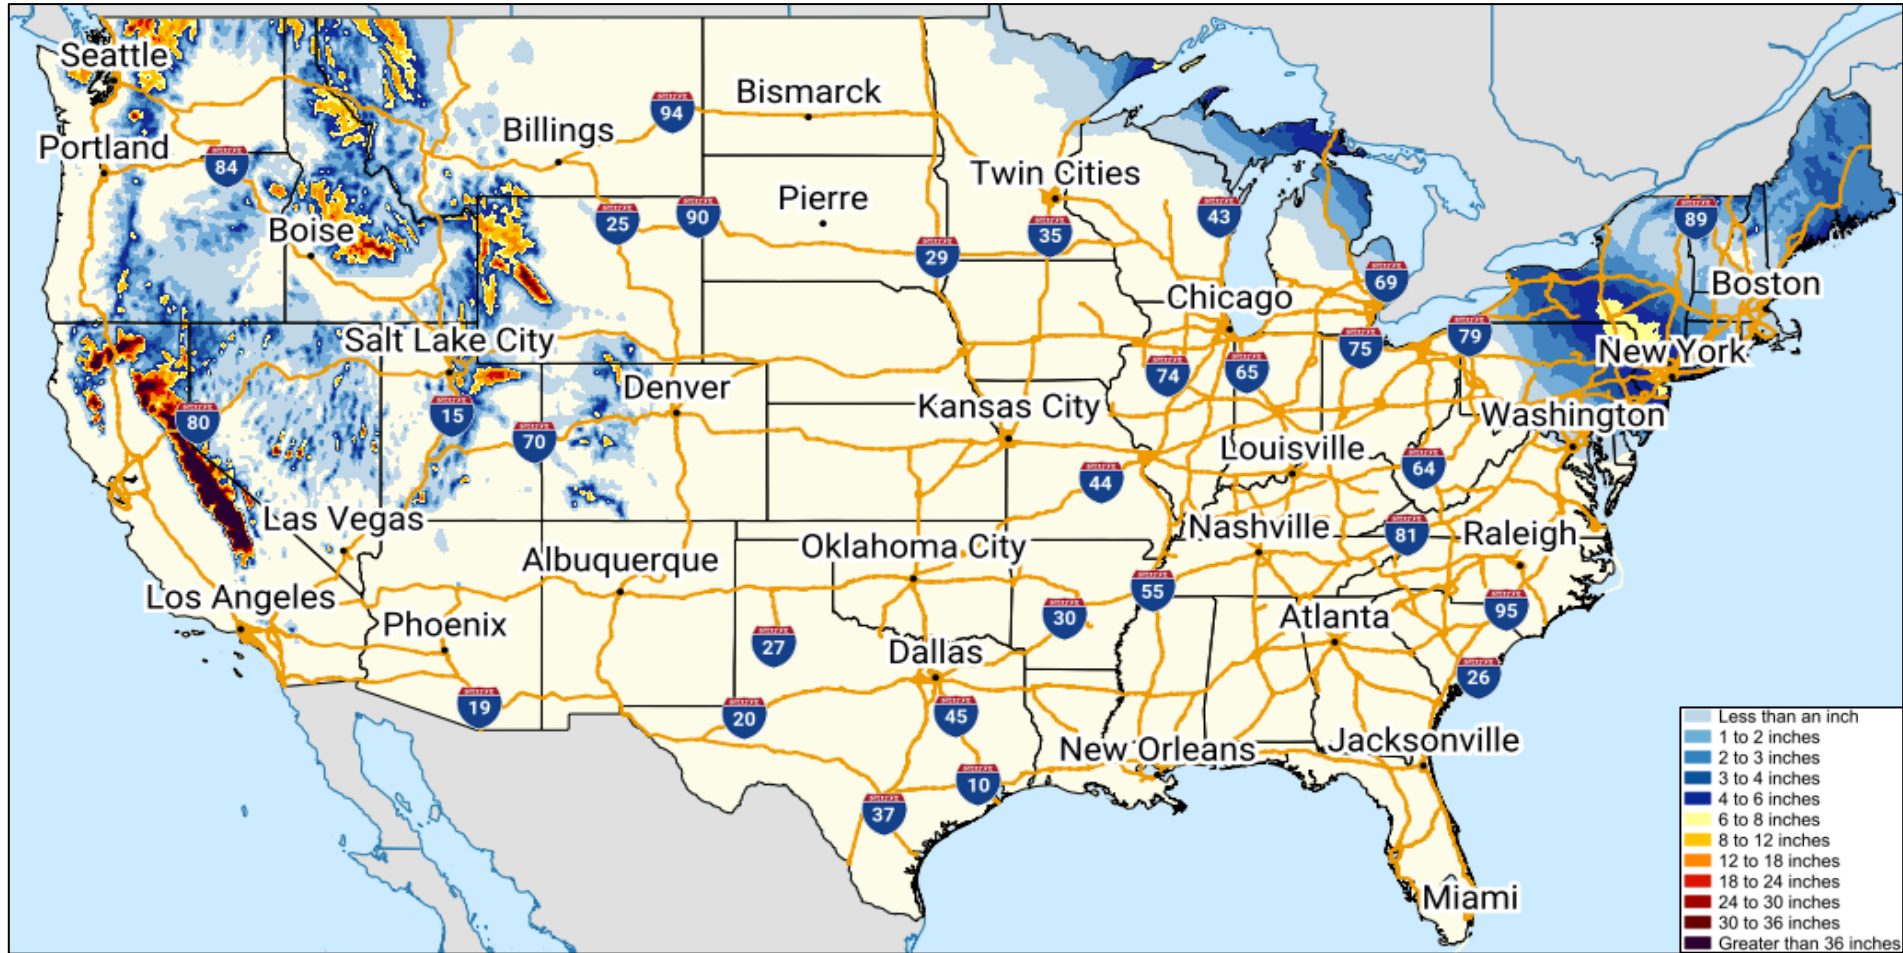 Seattle
94
Bismarck
Billings
Portland
84
Twin Cities
Pierre
Boise
25
90
43
89
35
29
69
Boston
Chicago
Salt Lake City
79
75
New York
74
65
Denver
80
15
Kansas City
Washington
70
Louisville
64
44
Las Vegas
Nashville
81
Raleigh
Oklahoma City
Albuquerque
55
Los Angeles
95
30
Atlanta
Phoenix
27
Dallas
26
19
20
45
New Orleans
Jacksonville
10
37
Miami
Less than an inch
1 to 2 inches
2 to 3 inches
3 to 4 inches
4 to 6 inches
6 to 8 inches
8 to 12 inches
12 to 18 inches
18 to 24 inches
24 to 30 inches
30 to 36 inches
Greater than 36 inches